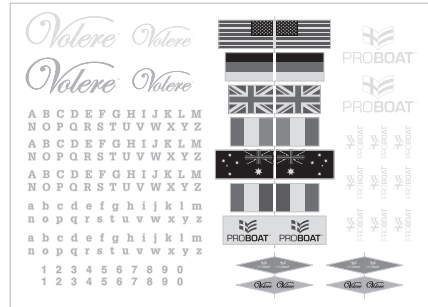 Volere Volere
Volere Volere
A B C D E F G H I J K L M
N O P Q R S T U V W X Y Z
A B C D E F G H I J K L M
N O P Q R S T U V W X Y Z
A B C D E F G H I J K L M
N O P Q R S T U V W X Y Z
a b c d e f g h i j k l m
n o p q r s t u v w x y z
a b c d e f g h i j k l m
n o p q r s t u v w x y z
1 2 3 4 5 6 7 8 9 0
1 2 3 4 5 6 7 8 9 0
PROBOAT PROBOAT
PROBOAT
PROBOAT
Volere Volere
Volere Volere